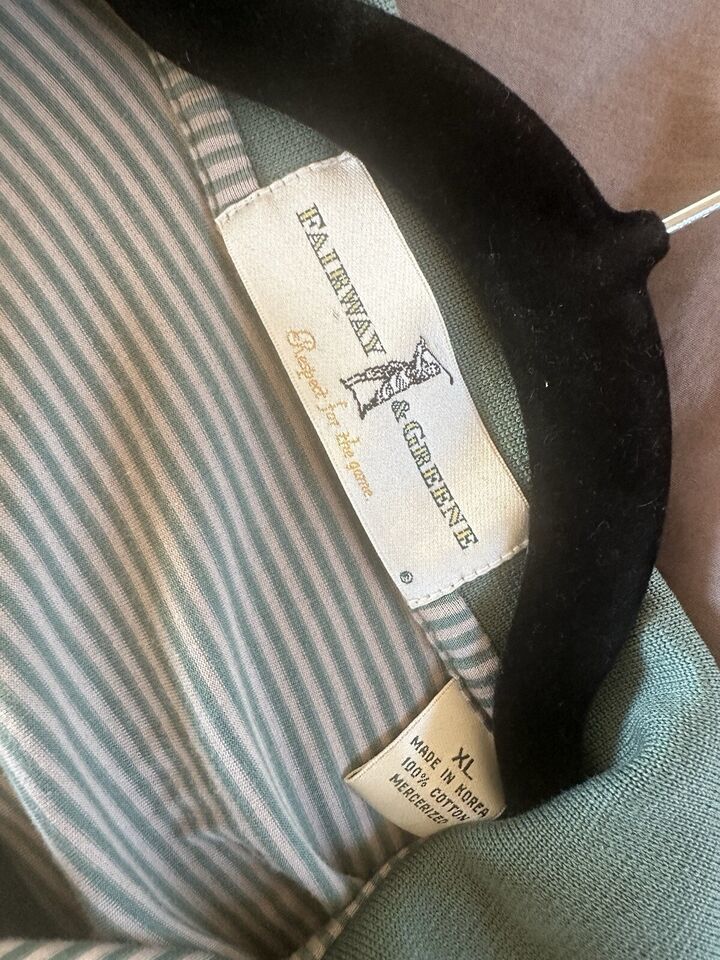 FAIRWAY & GREENE
Respect for the game.
®
XL
MADE IN KOREA
100% COTTON
MERCERIZED